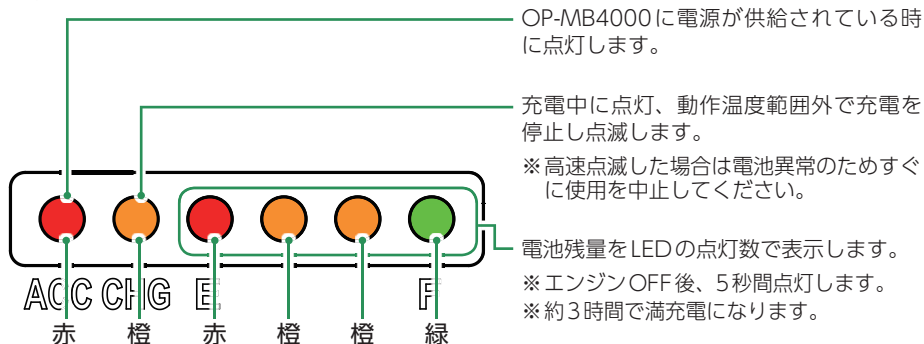 OP-MB4000に電源が供給されている時
に点灯します。
充電中に点灯、動作温度範囲外で充電を
停止し点滅します。
※高速点滅した場合は電池異常のためすぐ
に使用を中止してください。
電池残量をLEDの点灯数で表示します。
※エンジンOFF後、5秒間点灯します。
※約3時間で満充電になります。
ACC CHG E F
赤 橙 赤 橙 橙 緑